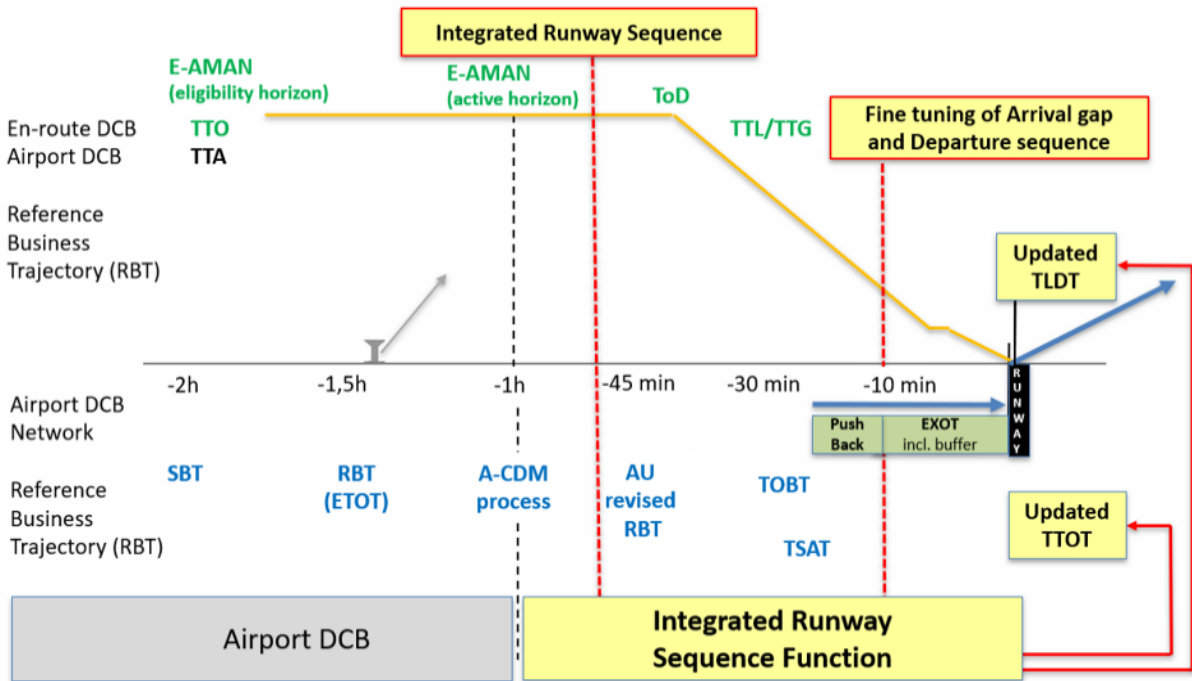 Integrated Runway Sequence
E-AMAN
(eligibility horizon)
E-AMAN
(active horizon)
ToD
En-route DCB
TTO
TTL/TTG
Fine tuning of Arrival gap
and Departure sequence
Airport DCB
TTA
Reference
Business
Trajectory (RBT)
Updated
TLDT
-2h
-1,5h
-1h
-45 min
-30 min
-10 min
RUNWAY
Airport DCB
Network
Push
Back
EXOT
incl. buffer
SBT
RBT
(ETOT)
A-CDM
process
AU
revised
RBT
TOBT
TSAT
Reference
Business
Trajectory (RBT)
Updated
TTOT
Airport DCB
Integrated Runway
Sequence Function